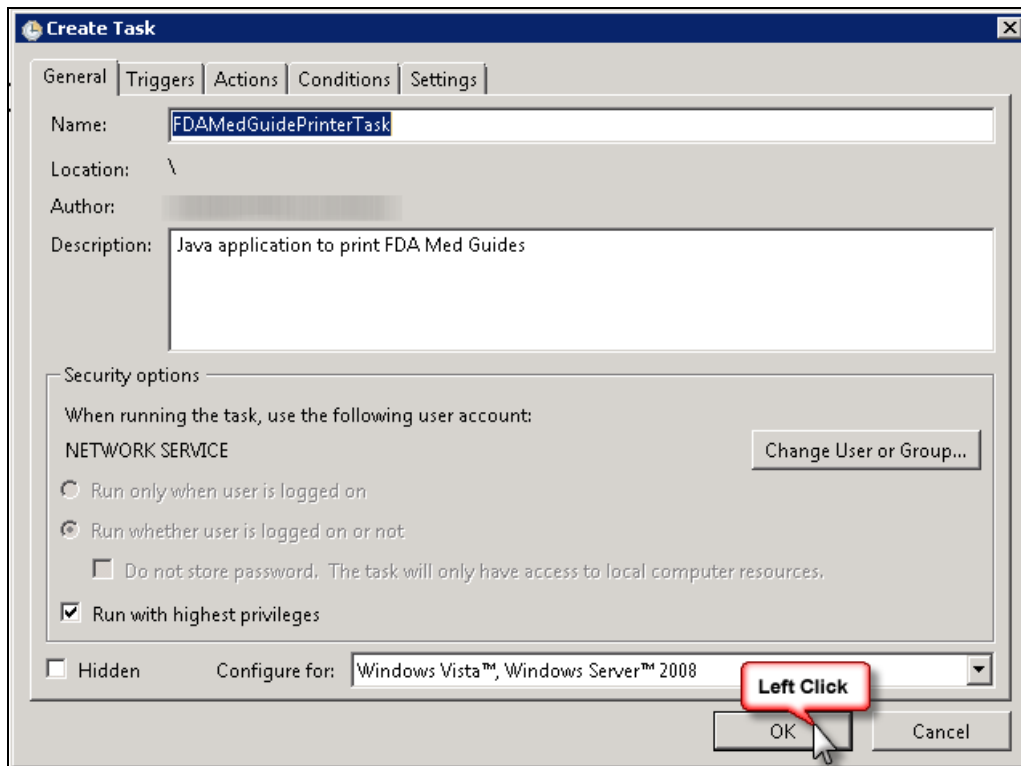 Create Task
General Triggers Actions Conditions Settings
Name: FDAMedGuidePrinterTask
Location: \
Author:
Description: Java application to print FDA Med Guides
Security options
When running the task, use the following user account:
NETWORK SERVICE Change User or Group...
Run only when user is logged on
Run whether user is logged on or not
Do not store password. The task will only have access to local computer resources.
Run with highest privileges
Hidden Configure for: Windows Vista™, Windows Server™ 2008
Left Click
OK Cancel